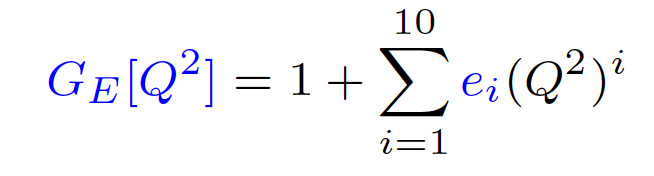 G_E[Q^2] = 1 + \sum_{i=1}^{10} e_i(Q^2)^i